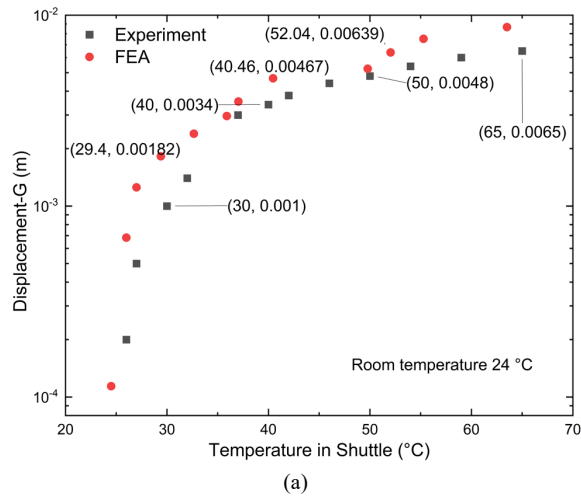 10⁻²
Experiment
FEA
(52.04, 0.00639)
(40.46, 0.00467)
(40, 0.0034)
(50, 0.0048)
(65, 0.0065)
(29.4, 0.00182)
10⁻³
(30, 0.001)
Displacement-G (m)
Room temperature 24 °C
10⁻⁴
20 30 40 50 60 70
Temperature in Shuttle (°C)
(a)